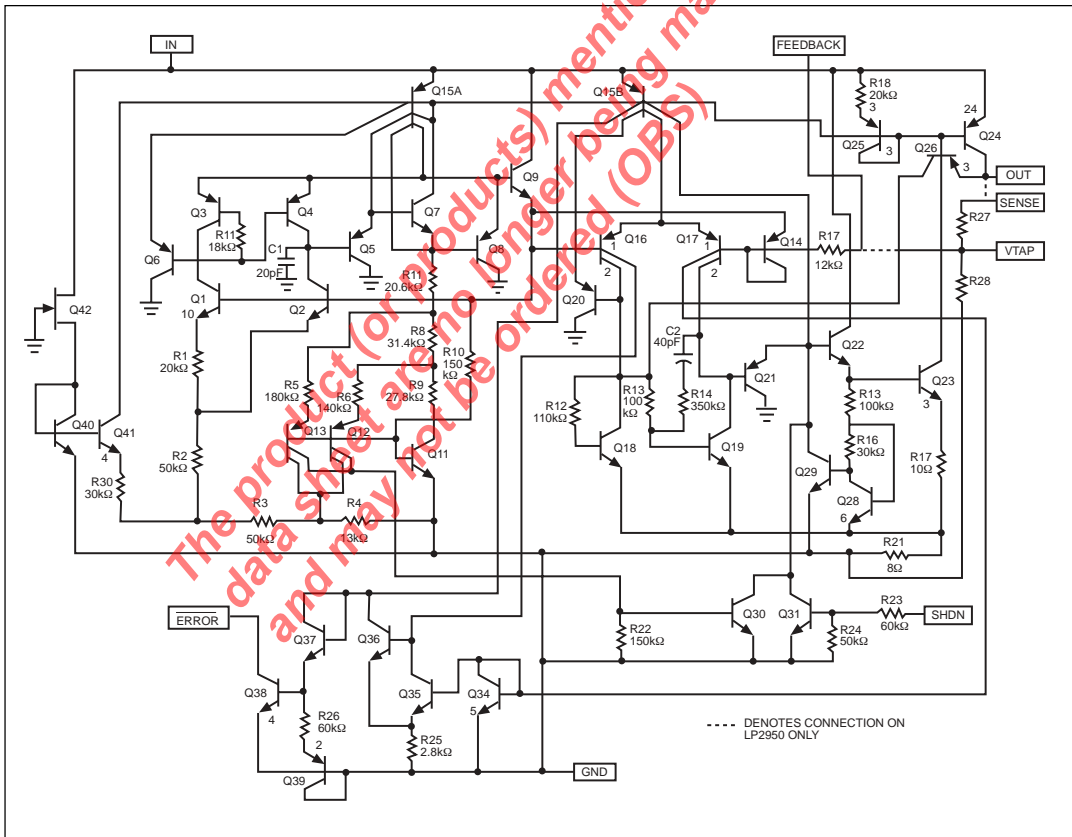 IN
FEEDBACK
Q15A
Q15B
R18
20kΩ
3
24
Q25
3
Q24
Q26
3
OUT
SENSE
VTAP
Q9
Q3
R11
18kΩ
Q4
Q7
Q6
C1
20pF
Q5
Q8
R11
20.6kΩ
Q16
1
2
Q17
1
2
Q14
R17
12kΩ
R27
R28
Q42
Q1
10
Q2
Q20
C2
40pF
Q22
Q21
Q23
3
R1
20kΩ
R8
31.4kΩ
R10
150
kΩ
R5
180kΩ
R6
140kΩ
R9
27.8kΩ
R12
110kΩ
R13
100
kΩ
R14
350kΩ
R13
100kΩ
R16
30kΩ
R17
10Ω
Q40
Q41
4
Q13
Q12
Q11
Q18
Q19
Q29
Q28
6
R30
30kΩ
R2
50kΩ
R3
50kΩ
R4
13kΩ
R21
8Ω
ERROR
Q37
Q36
R22
150kΩ
Q30
Q31
R24
50kΩ
R23
60kΩ
SHDN
Q38
4
Q35
Q34
5
R26
60kΩ
2
R25
2.8kΩ
Q39
GND
DENOTES CONNECTION ON
LP2950 ONLY
The product (or products) mentio
data sheet are no longer being ma
and may not be ordered (OBS)